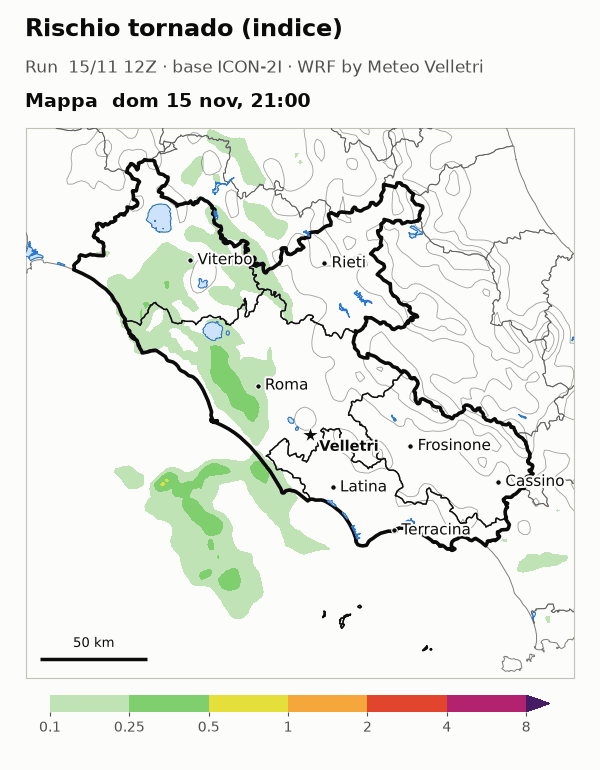 Rischio tornado (indice)
Run  15/11 12Z · base ICON-2I · WRF by Meteo Velletri
Mappa  dom 15 nov, 21:00
Viterbo
Rieti
Roma
Velletri
Frosinone
Latina
Cassino
Terracina
50 km
0.1 0.25 0.5 1 2 4 8